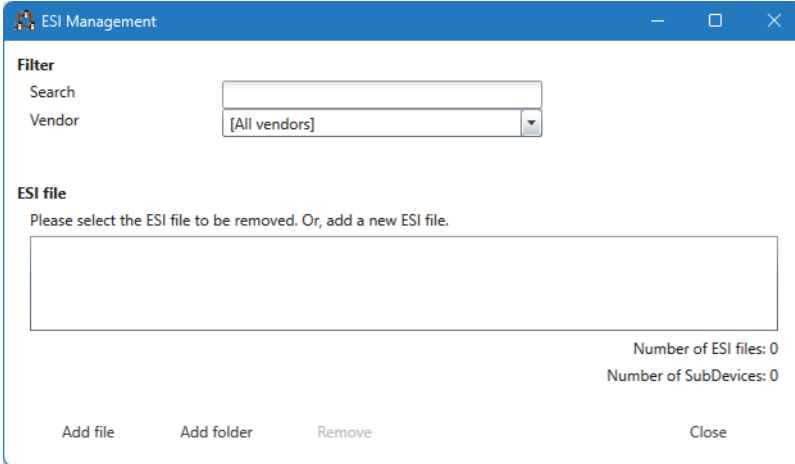 ESI Management
Filter
Search
Vendor [All vendors]
ESI file
Please select the ESI file to be removed. Or, add a new ESI file.
Number of ESI files: 0
Number of SubDevices: 0
Add file Add folder Remove Close